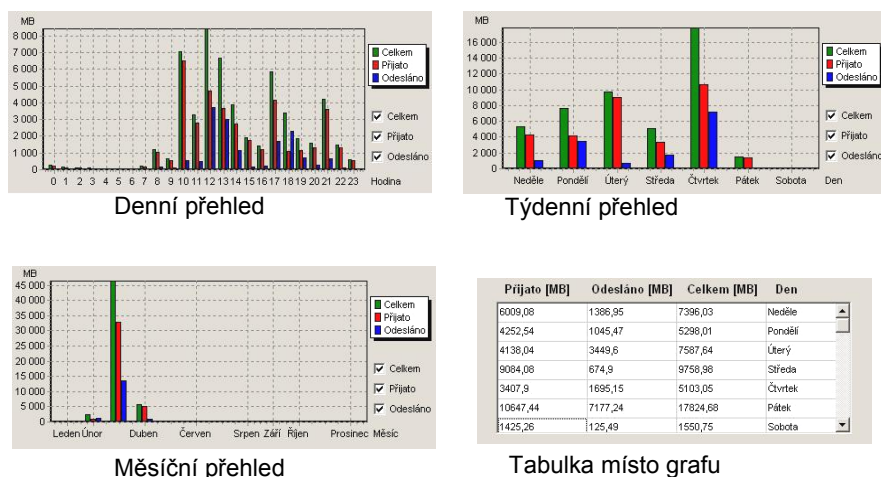 MB
8 000
7 000
6 000
5 000
4 000
3 000
2 000
1 000
0
0 1 2 3 4 5 6 7 8 9 10 11 12 13 14 15 16 17 18 19 20 21 22 23 Hodina
Celkem
Přijato
Odesláno
Celkem
Přijato
Odesláno
Denní přehled
MB
16 000
14 000
12 000
10 000
8 000
6 000
4 000
2 000
0
Neděle Pondělí Úterý Středa Čtvrtek Pátek Sobota Den
Celkem
Přijato
Odesláno
Celkem
Přijato
Odesláno
Týdenní přehled
MB
45 000
40 000
35 000
30 000
25 000
20 000
15 000
10 000
5 000
0
Leden Únor Duben Červen Srpen Září Říjen Prosinec Měsíc
Celkem
Přijato
Odesláno
Celkem
Přijato
Odesláno
Měsíční přehled
Přijato [MB] Odesláno [MB] Celkem [MB] Den
6009,08 1386,95 7396,03 Neděle
4252,54 1045,47 5298,01 Pondělí
4138,04 3449,6 7587,64 Úterý
9084,08 674,9 9758,98 Středa
3407,9 1695,15 5103,05 Čtvrtek
10647,44 7177,24 17824,68 Pátek
1425,26 125,49 1550,75 Sobota
Tabulka místo grafu